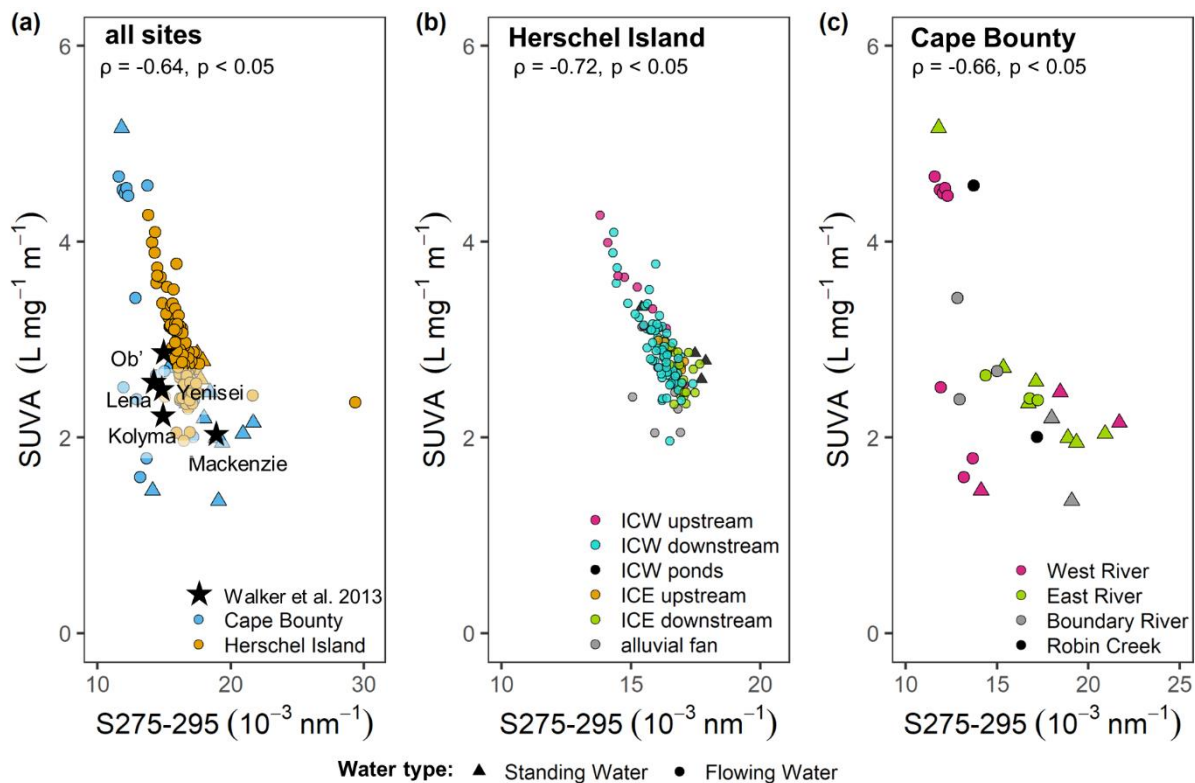 (a)
all sites
ρ = -0.64, p < 0.05
6
4
2
0
SUVA (L mg⁻¹ m⁻¹)
Ob'
Lena
Yenisei
Kolyma
Mackenzie
Walker et al. 2013
Cape Bounty
Herschel Island
10 20 30
S275-295 (10⁻³ nm⁻¹)
(b)
Herschel Island
ρ = -0.72, p < 0.05
6
4
2
0
SUVA (L mg⁻¹ m⁻¹)
ICW upstream
ICW downstream
ICW ponds
ICE upstream
ICE downstream
alluvial fan
10 15 20
S275-295 (10⁻³ nm⁻¹)
(c)
Cape Bounty
ρ = -0.66, p < 0.05
6
4
2
0
SUVA (L mg⁻¹ m⁻¹)
West River
East River
Boundary River
Robin Creek
10 15 20 25
S275-295 (10⁻³ nm⁻¹)
Water type: Standing Water Flowing Water